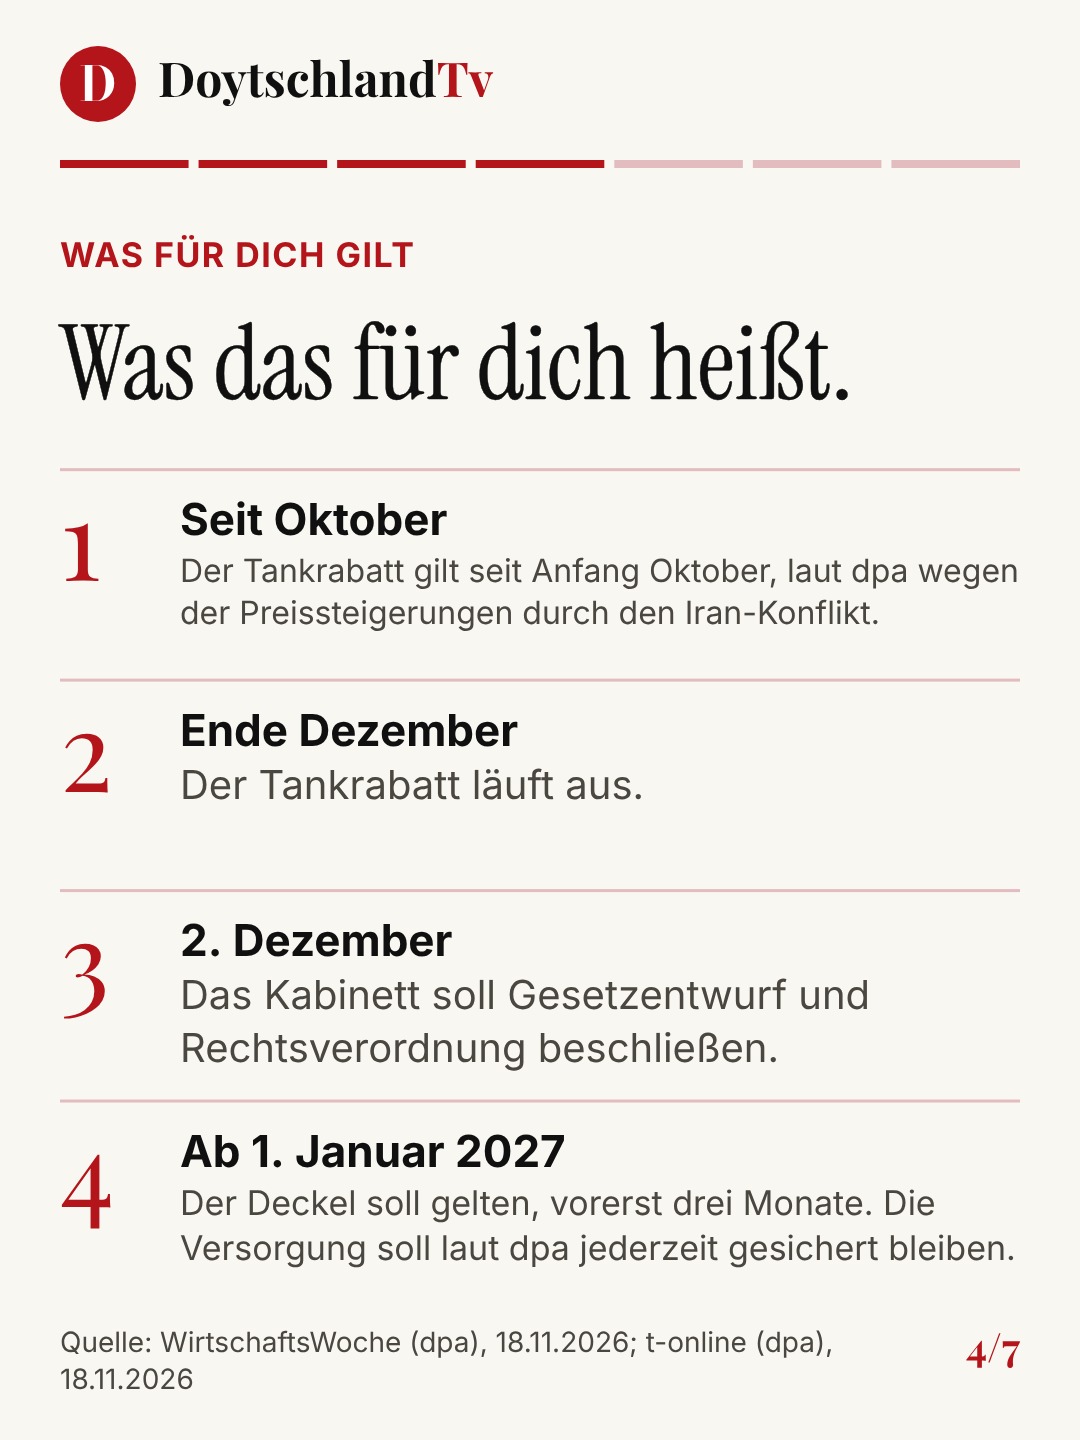 D DoytschlandTv
WAS FÜR DICH GILT
Was das für dich heißt.
1 Seit Oktober
Der Tankrabatt gilt seit Anfang Oktober, laut dpa wegen
der Preissteigerungen durch den Iran-Konflikt.
2 Ende Dezember
Der Tankrabatt läuft aus.
3 2. Dezember
Das Kabinett soll Gesetzentwurf und
Rechtsverordnung beschließen.
4 Ab 1. Januar 2027
Der Deckel soll gelten, vorerst drei Monate. Die
Versorgung soll laut dpa jederzeit gesichert bleiben.
Quelle: WirtschaftsWoche (dpa), 18.11.2026; t-online (dpa),
18.11.2026
4/7